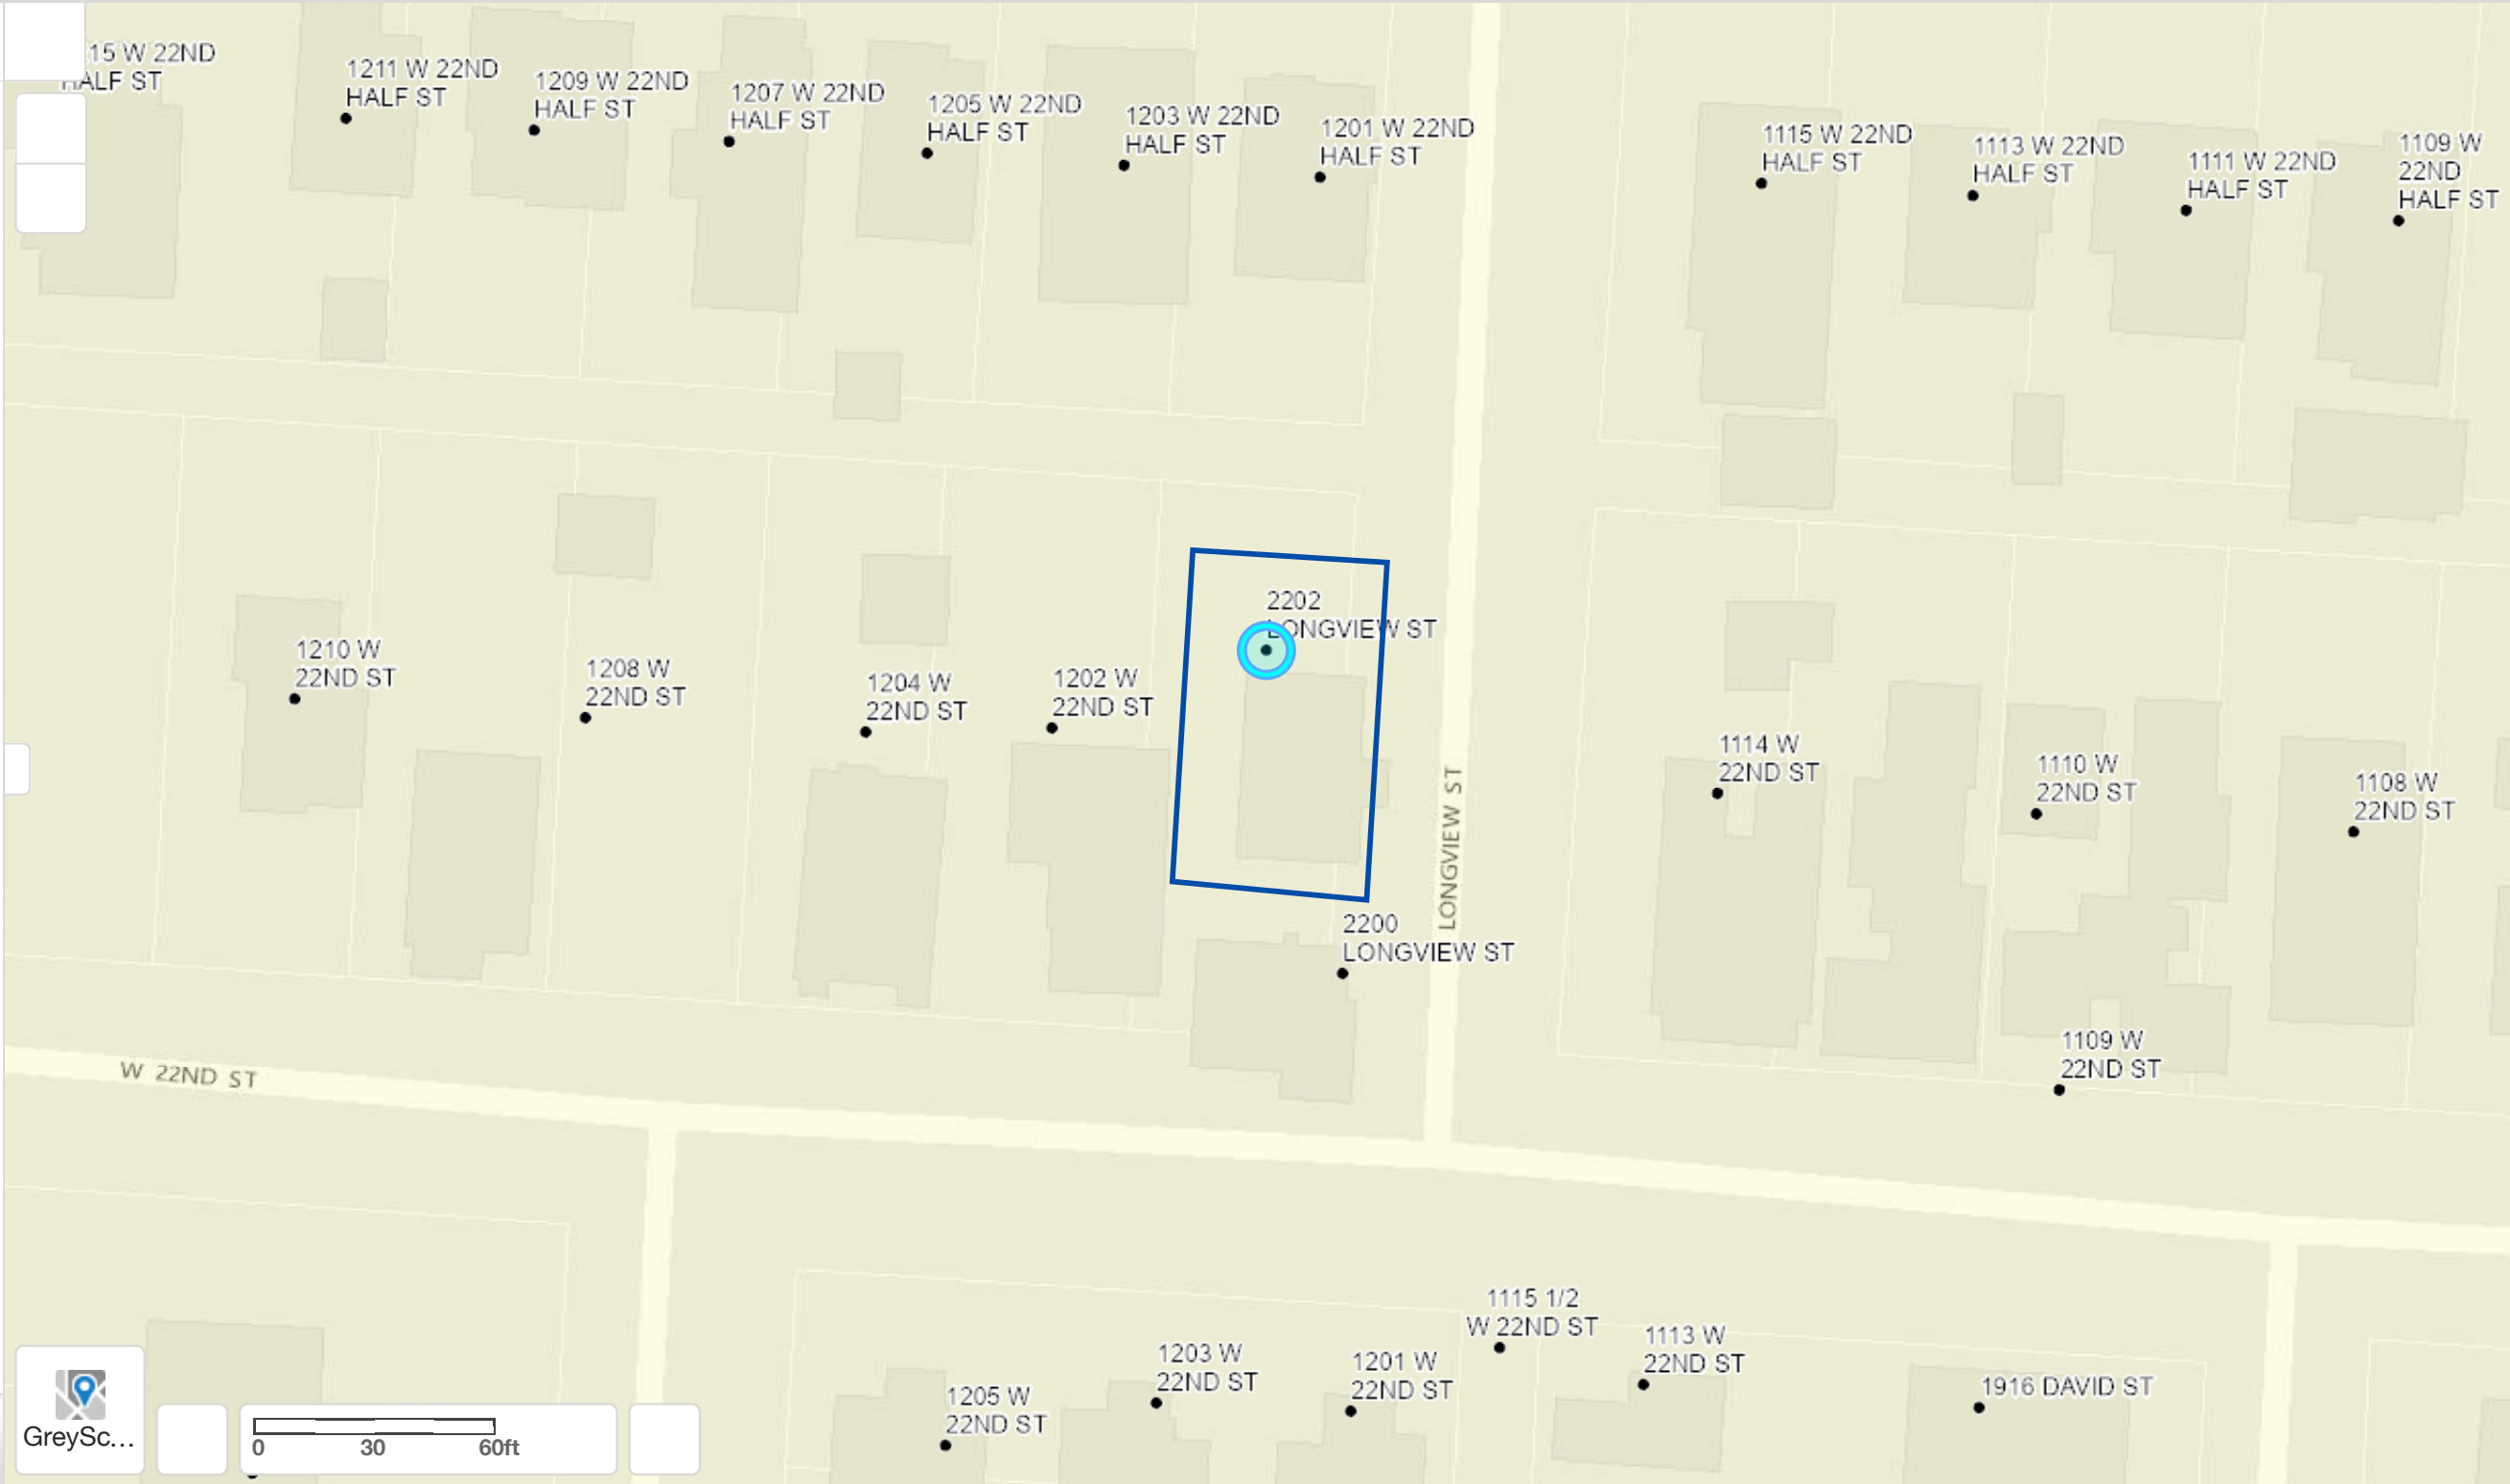 15 W 22ND
HALF ST
1211 W 22ND
HALF ST
1209 W 22ND
HALF ST
1207 W 22ND
HALF ST
1205 W 22ND
HALF ST
1203 W 22ND
HALF ST
1201 W 22ND
HALF ST
1115 W 22ND
HALF ST
1113 W 22ND
HALF ST
1111 W 22ND
HALF ST
1109 W
22ND
HALF ST
2202
LONGVIEW ST
1210 W
22ND ST
1208 W
22ND ST
1204 W
22ND ST
1202 W
22ND ST
1114 W
22ND ST
1110 W
22ND ST
1108 W
22ND ST
LONGVIEW ST
2200
LONGVIEW ST
1109 W
22ND ST
W 22ND ST
1115 1/2
W 22ND ST
1113 W
22ND ST
1203 W
22ND ST
1201 W
22ND ST
1205 W
22ND ST
1916 DAVID ST
GreySc...
0 30 60ft